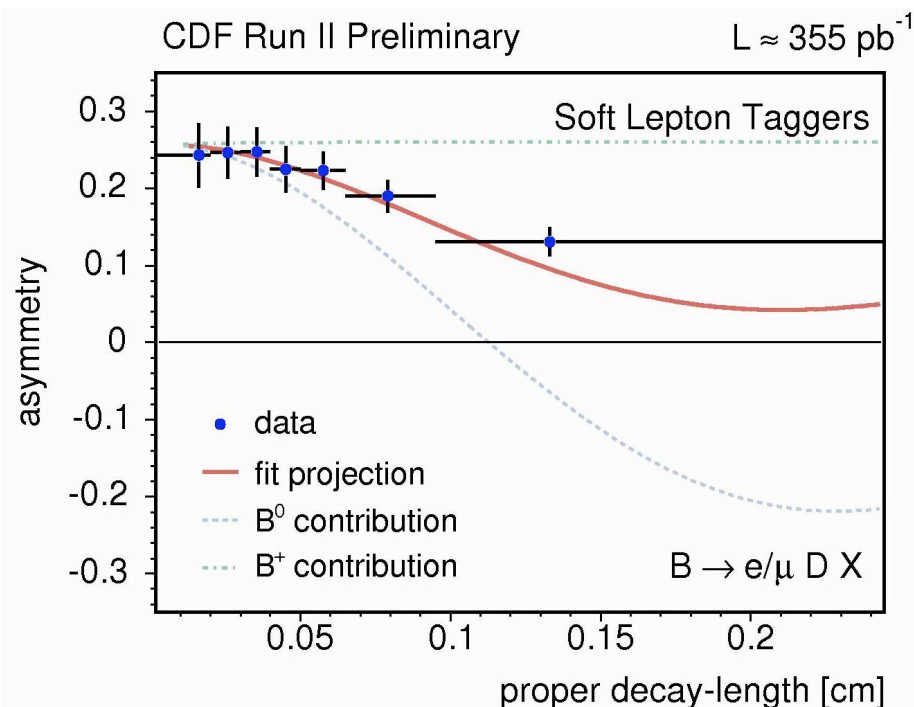 CDF Run II Preliminary L ≈ 355 pb⁻¹
Soft Lepton Taggers
0.3
0.2
0.1
0
-0.1
-0.2
-0.3
asymmetry
data
fit projection
B⁰ contribution
B⁺ contribution
B → e/μ D X
0.05 0.1 0.15 0.2
proper decay-length [cm]